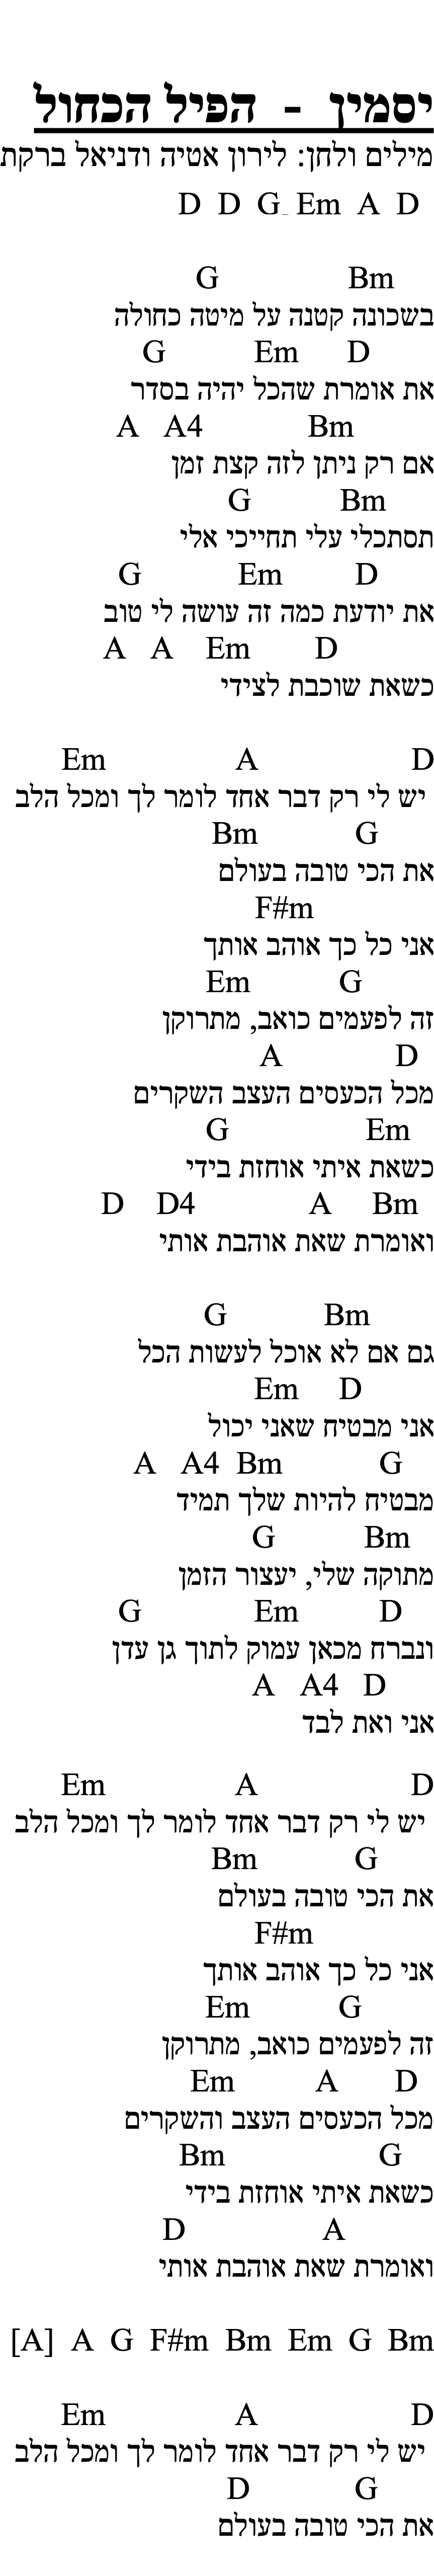 יסמין - הפיל הכחול
מילים ולחן: לירון אטיה ודניאל ברקת
D D G Em A D
G Bm
בשכונה קטנה על מיטה כחולה
G Em D
את אומרת שהכל יהיה בסדר
A A4 Bm
אם רק ניתן לזה קצת זמן
G Bm
תסתכלי עלי תחייכי אלי
G Em D
את יודעת כמה זה עושה לי טוב
A A Em D
כשאת שוכבת לצידי
Em A D
יש לי רק דבר אחד לומר לך ומכל הלב
Bm G
את הכי טובה בעולם
F#m
אני כל כך אוהב אותך
Em G
זה לפעמים כואב, מתרוקן
A D
מכל הכעסים העצב השקרים
G Em
כשאת איתי אוחזת בידי
D D4 A Bm
ואומרת שאת אוהבת אותי
G Bm
גם אם לא אוכל לעשות הכל
Em D
אני מבטיח שאני יכול
A A4 Bm G
מבטיח להיות שלך תמיד
G Bm
מתוקה שלי, יעצור הזמן
G Em D
ונברח מכאן עמוק לתוך גן עדן
A A4 D
אני ואת לבד
Em A D
יש לי רק דבר אחד לומר לך ומכל הלב
Bm G
את הכי טובה בעולם
F#m
אני כל כך אוהב אותך
Em G
זה לפעמים כואב, מתרוקן
Em A D
מכל הכעסים העצב והשקרים
Bm G
כשאת איתי אוחזת בידי
D A
ואומרת שאת אוהבת אותי
[A] A G F#m Bm Em G Bm
Em A D
יש לי רק דבר אחד לומר לך ומכל הלב
D G
את הכי טובה בעולם